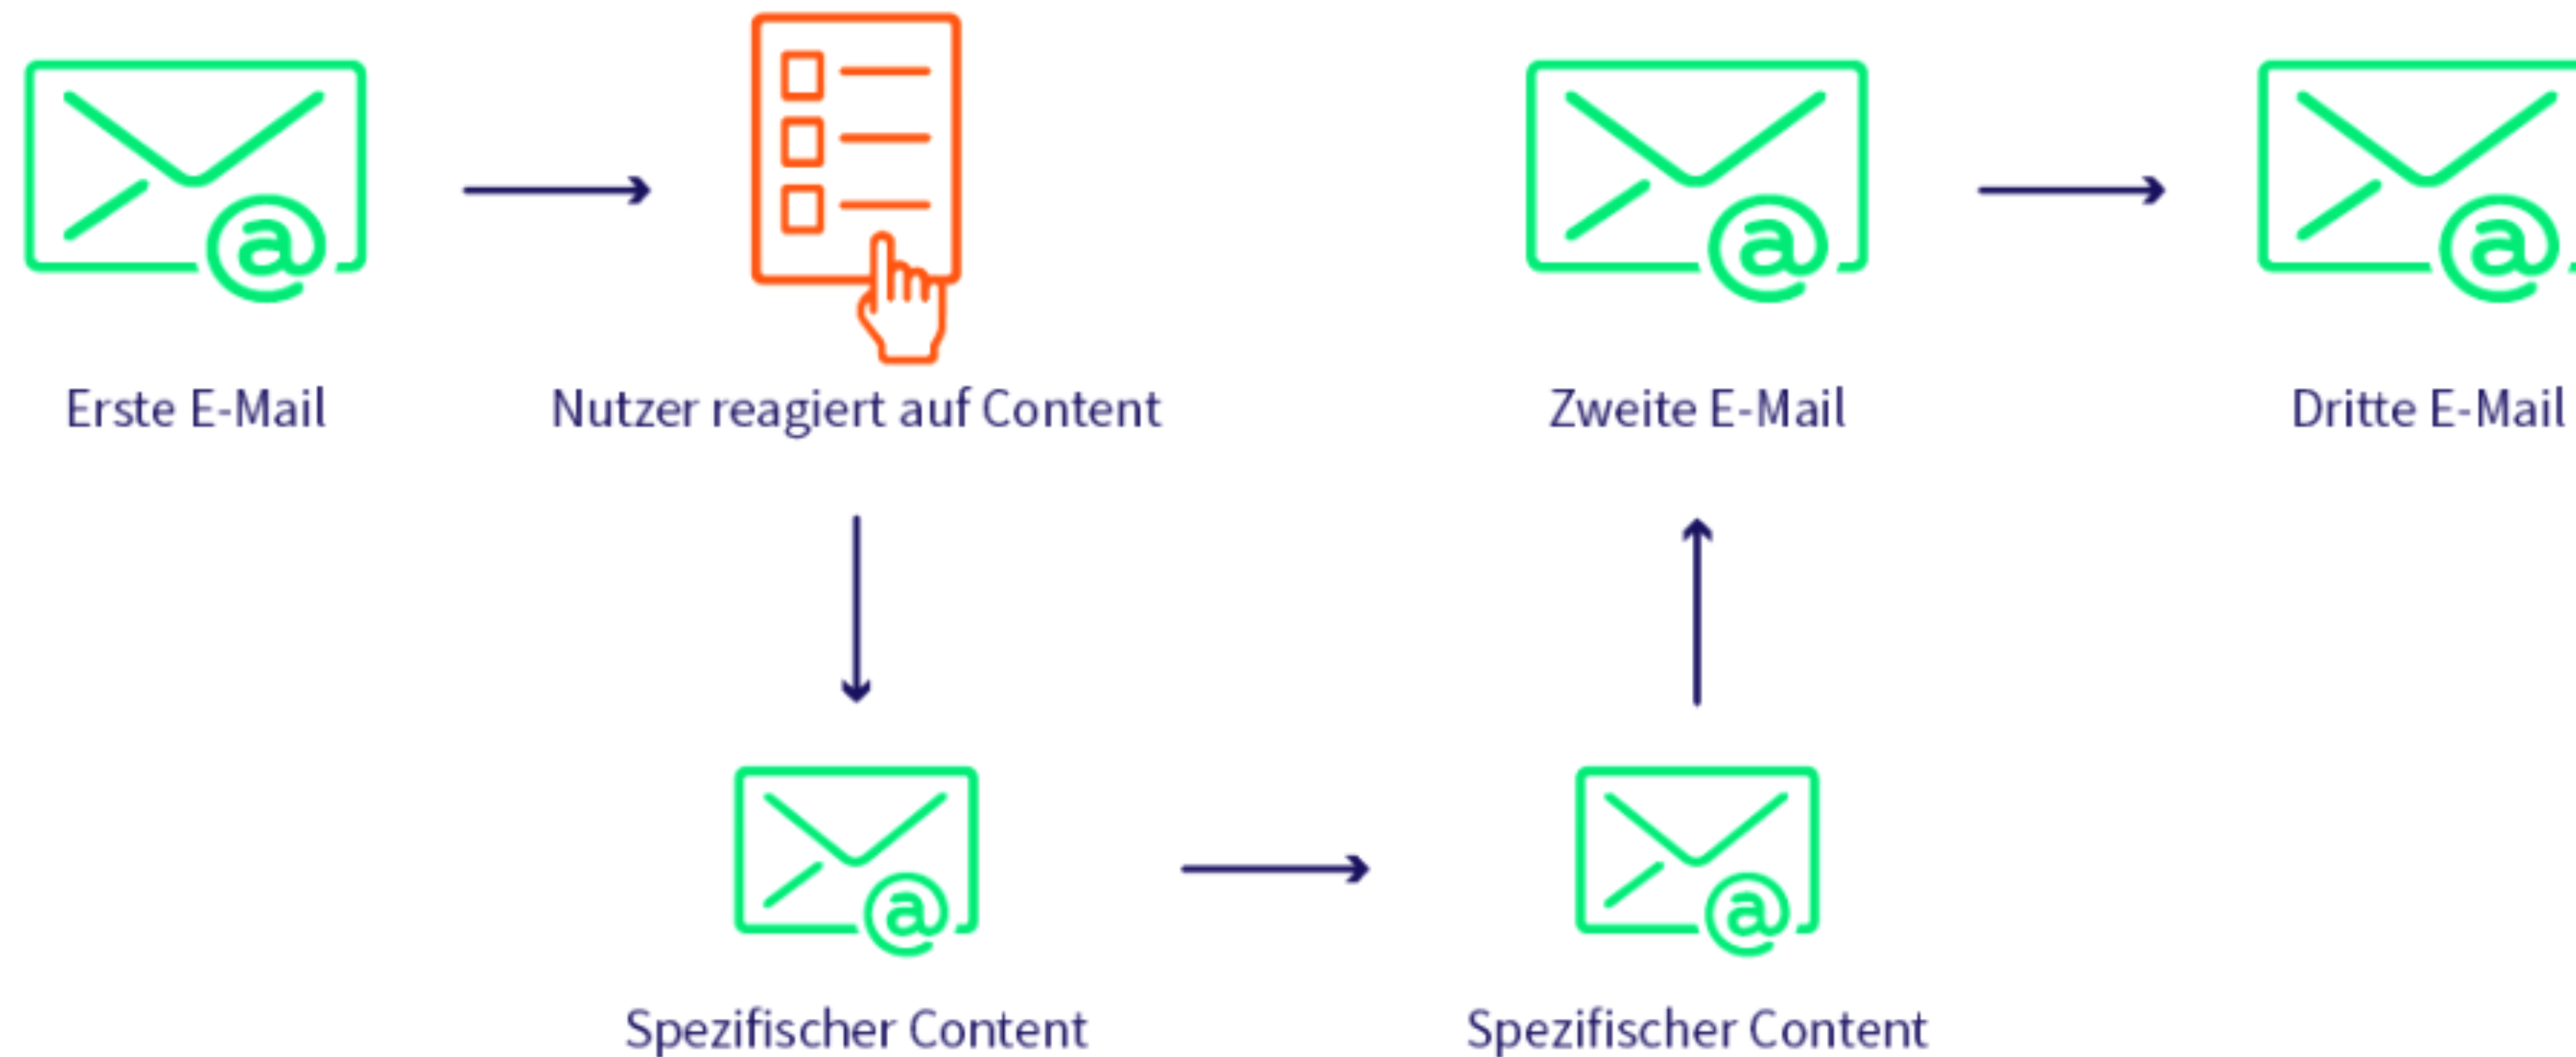 Erste E-Mail
Nutzer reagiert auf Content
Zweite E-Mail
Dritte E-Mail
Spezifischer Content
Spezifischer Content